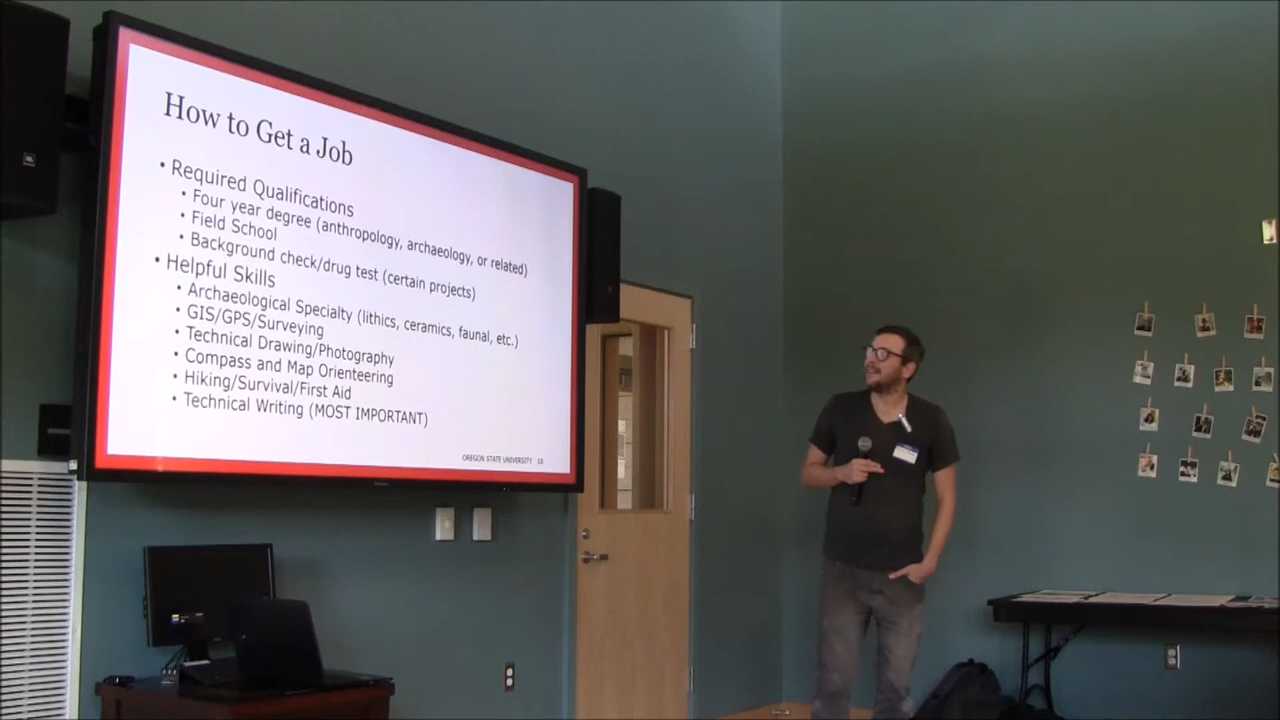 How to Get a Job
• Required Qualifications
• Four year degree (anthropology, archaeology, or related)
• Field School
• Background check/drug test (certain projects)
• Helpful Skills
• Archaeological Specialty (lithics, ceramics, faunal, etc.)
• GIS/GPS/Surveying
• Technical Drawing/Photography
• Compass and Map Orienteering
• Hiking/Survival/First Aid
• Technical Writing (MOST IMPORTANT)
OREGON STATE UNIVERSITY 10
JBL